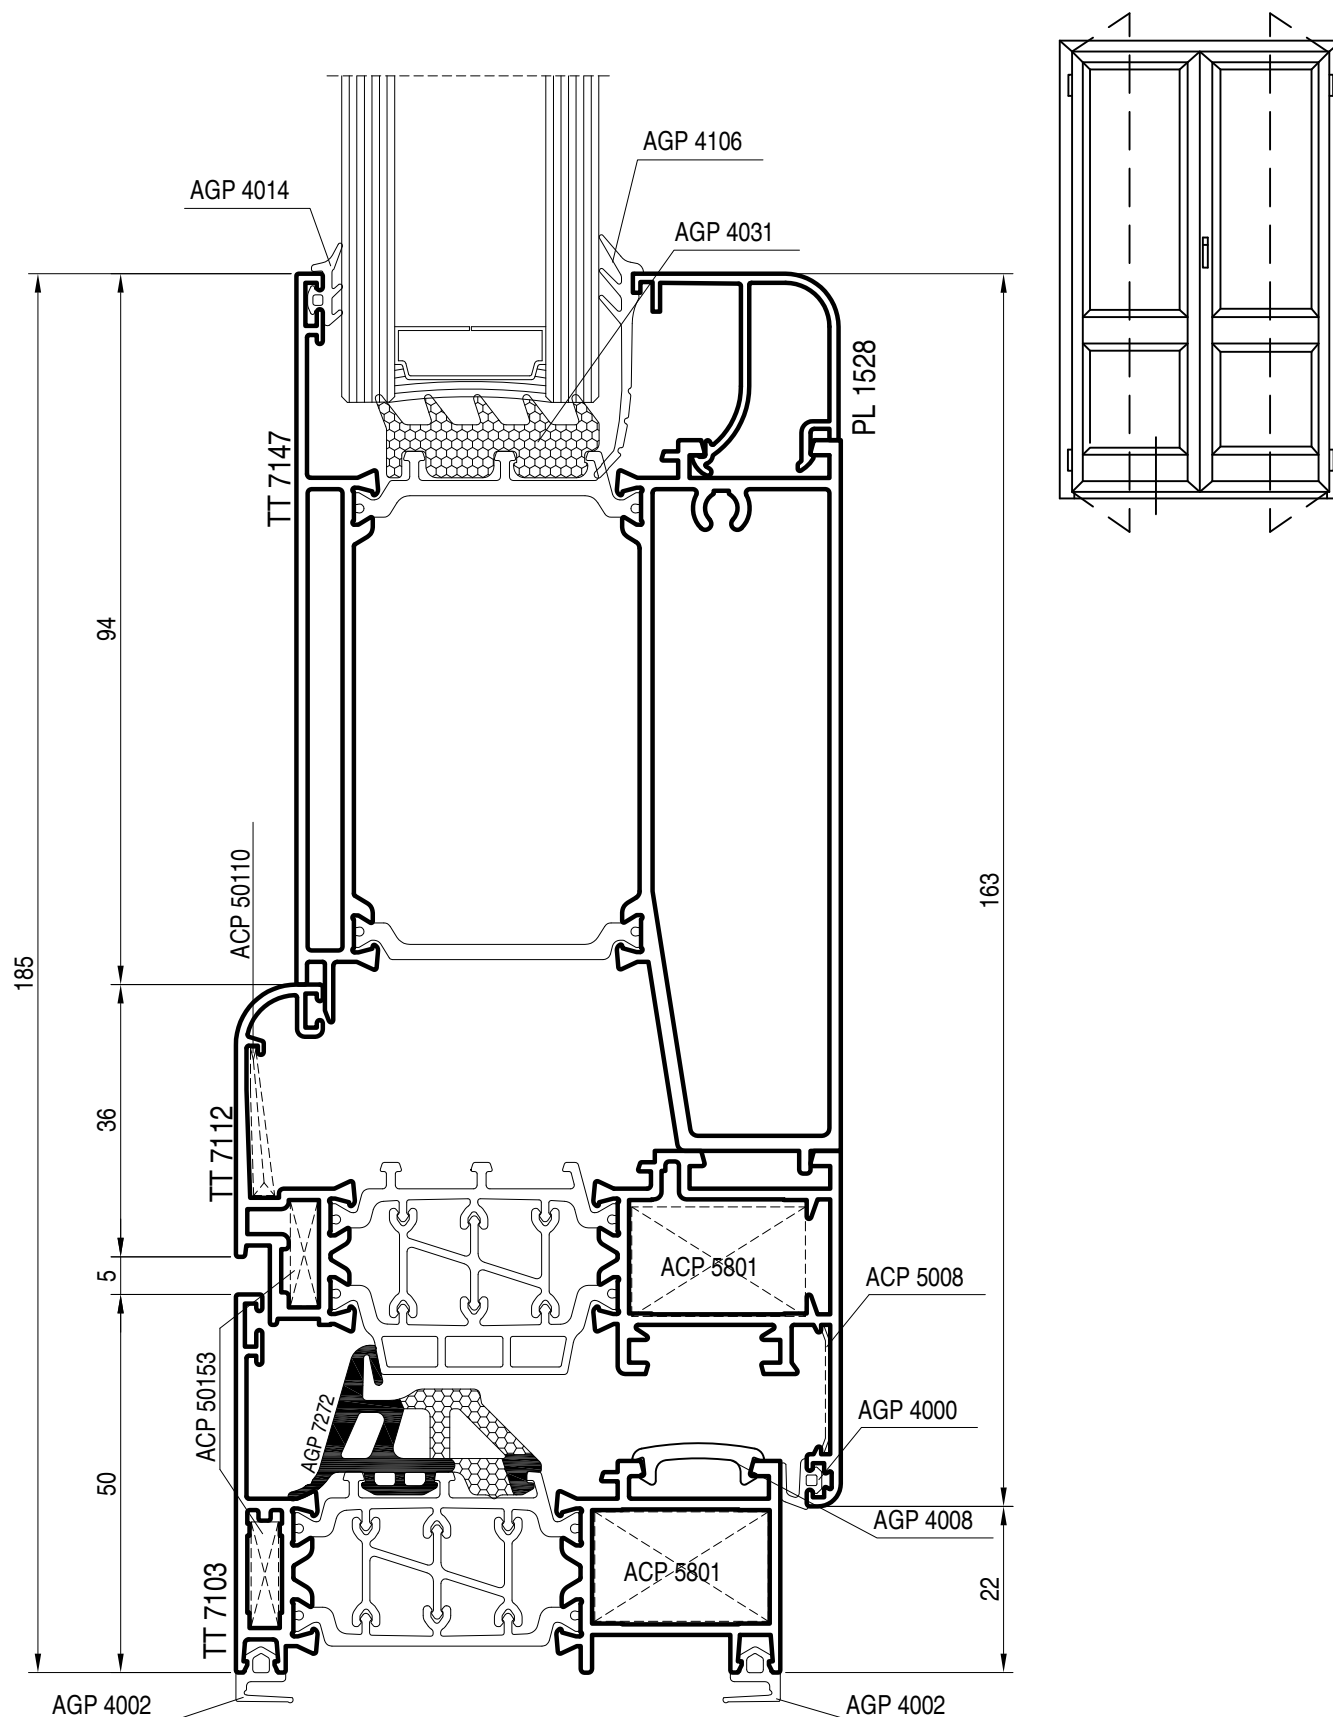 AGP 4106
AGP 4014
AGP 4031
PL 1528
TT 7147
94
163
ACP 50110
185
36
TT 7112
ACP 5801
ACP 5008
5
ACP 50153
AGP 7272
AGP 4000
50
AGP 4008
ACP 5801
22
TT 7103
AGP 4002
AGP 4002